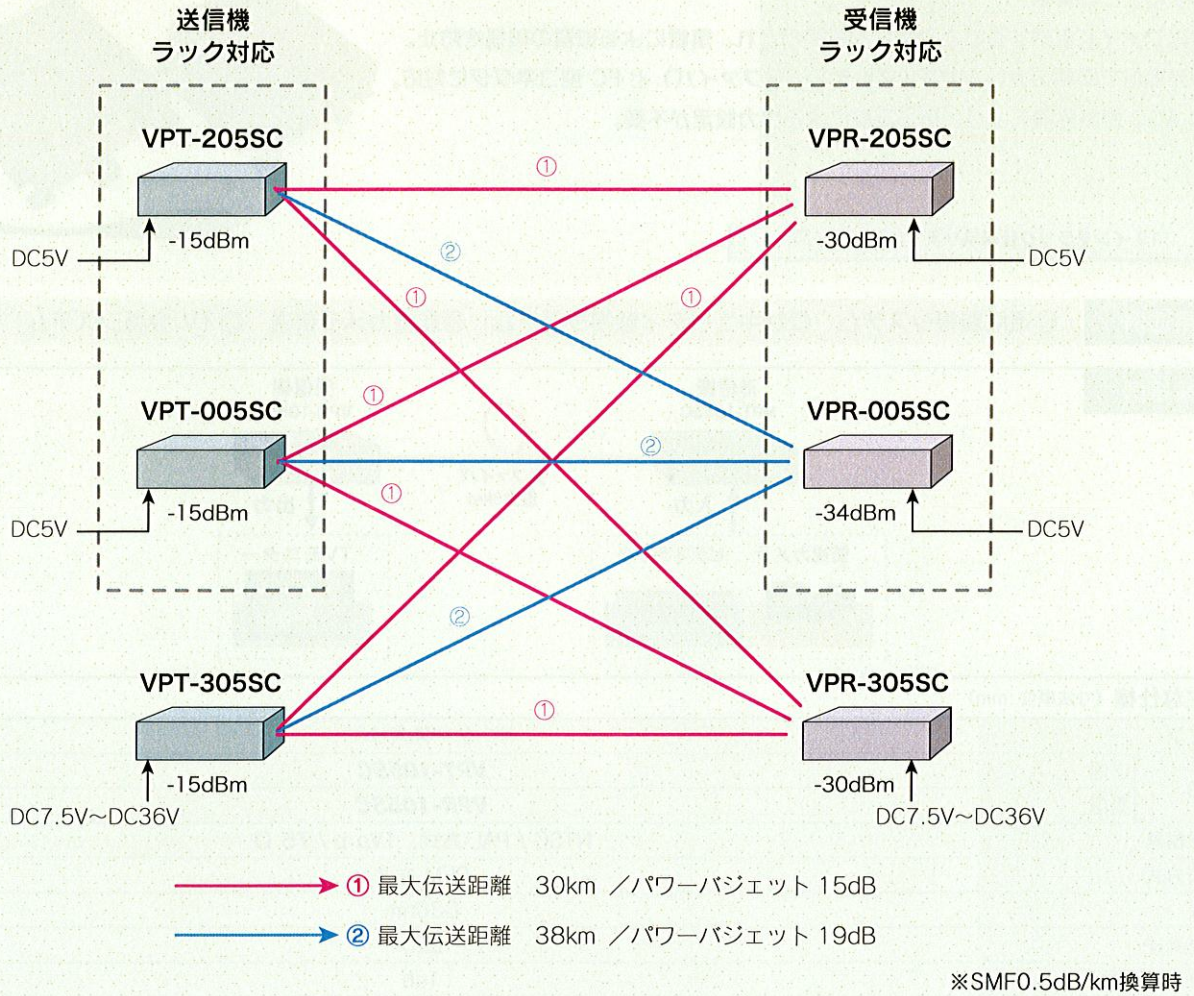 送信機
ラック対応
受信機
ラック対応
VPT-205SC
VPR-205SC
①
-15dBm
-30dBm
DC5V
DC5V
②
①
①
①
VPT-005SC
VPR-005SC
②
①
-15dBm
-34dBm
DC5V
DC5V
②
VPT-305SC
VPR-305SC
①
-15dBm
-30dBm
DC7.5V～DC36V
DC7.5V～DC36V
① 最大伝送距離 30km ／パワーバジェット 15dB
② 最大伝送距離 38km ／パワーバジェット 19dB
※SMF0.5dB/km換算時